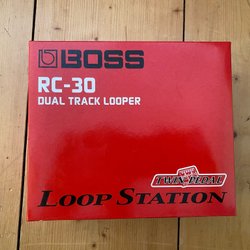 BOSS
RC-30
DUAL TRACK LOOPER
TWIN PEDAL
LOOP STATION